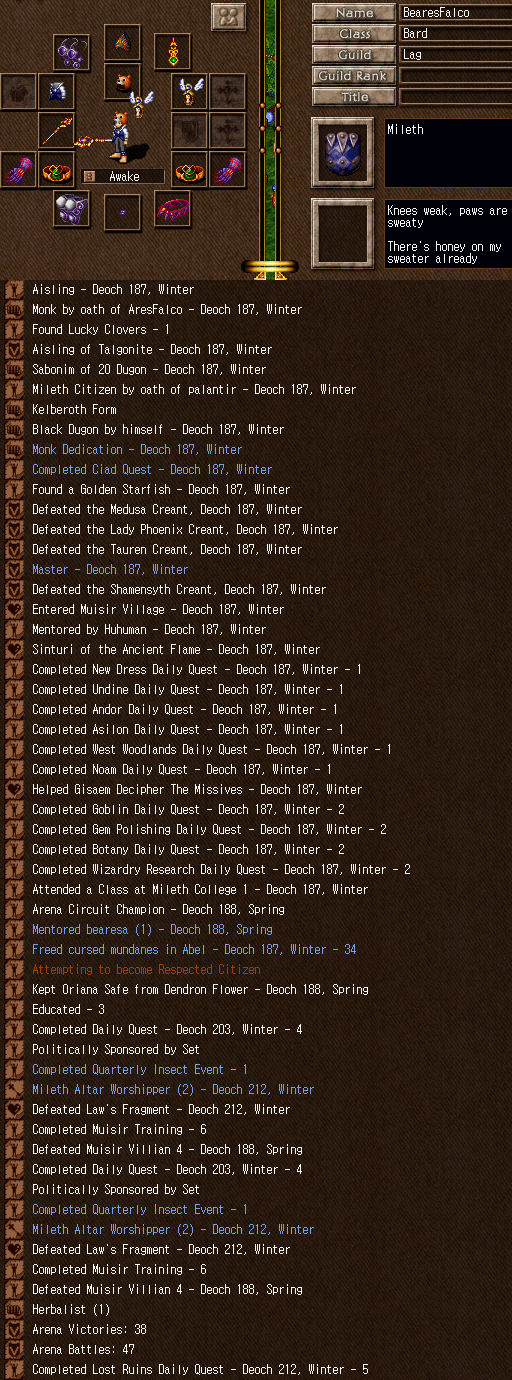 Name BearesFalco
Class Bard
Guild Lag
Guild Rank
Title
Mileth
Awake
Knees weak, paws are
sweaty
There's honey on my
sweater already
Aisling - Deoch 187, Winter
Monk by oath of AresFalco - Deoch 187, Winter
Found Lucky Clovers - 1
Aisling of Talgonite - Deoch 187, Winter
Sabonim of 20 Dugon - Deoch 187, Winter
Mileth Citizen by oath of palantir - Deoch 187, Winter
Kelberoth Form
Black Dugon by himself - Deoch 187, Winter
Monk Dedication - Deoch 187, Winter
Completed Ciad Quest - Deoch 187, Winter
Found a Golden Starfish - Deoch 187, Winter
Defeated the Medusa Creant, Deoch 187, Winter
Defeated the Lady Phoenix Creant, Deoch 187, Winter
Defeated the Tauren Creant, Deoch 187, Winter
Master - Deoch 187, Winter
Defeated the Shamensyth Creant, Deoch 187, Winter
Entered Muisir Village - Deoch 187, Winter
Mentored by Huhuman - Deoch 187, Winter
Sinturi of the Ancient Flame - Deoch 187, Winter
Completed New Dress Daily Quest - Deoch 187, Winter - 1
Completed Undine Daily Quest - Deoch 187, Winter - 1
Completed Andor Daily Quest - Deoch 187, Winter - 1
Completed Asilon Daily Quest - Deoch 187, Winter - 1
Completed West Woodlands Daily Quest - Deoch 187, Winter - 1
Completed Noam Daily Quest - Deoch 187, Winter - 1
Helped Gisaem Decipher The Missives - Deoch 187, Winter
Completed Goblin Daily Quest - Deoch 187, Winter - 2
Completed Gem Polishing Daily Quest - Deoch 187, Winter - 2
Completed Botany Daily Quest - Deoch 187, Winter - 2
Completed Wizardry Research Daily Quest - Deoch 187, Winter - 2
Attended a Class at Mileth College 1 - Deoch 187, Winter
Arena Circuit Champion - Deoch 188, Spring
Mentored bearesa (1) - Deoch 188, Spring
Freed cursed mundanes in Abel - Deoch 187, Winter - 34
Attempting to become Respected Citizen
Kept Oriana Safe from Dendron Flower - Deoch 188, Spring
Educated - 3
Completed Daily Quest - Deoch 203, Winter - 4
Politically Sponsored by Set
Completed Quarterly Insect Event - 1
Mileth Altar Worshipper (2) - Deoch 212, Winter
Defeated Law's Fragment - Deoch 212, Winter
Completed Muisir Training - 6
Defeated Muisir Villian 4 - Deoch 188, Spring
Completed Daily Quest - Deoch 203, Winter - 4
Politically Sponsored by Set
Completed Quarterly Insect Event - 1
Mileth Altar Worshipper (2) - Deoch 212, Winter
Defeated Law's Fragment - Deoch 212, Winter
Completed Muisir Training - 6
Defeated Muisir Villian 4 - Deoch 188, Spring
Herbalist (1)
Arena Victories: 38
Arena Battles: 47
Completed Lost Ruins Daily Quest - Deoch 212, Winter - 5